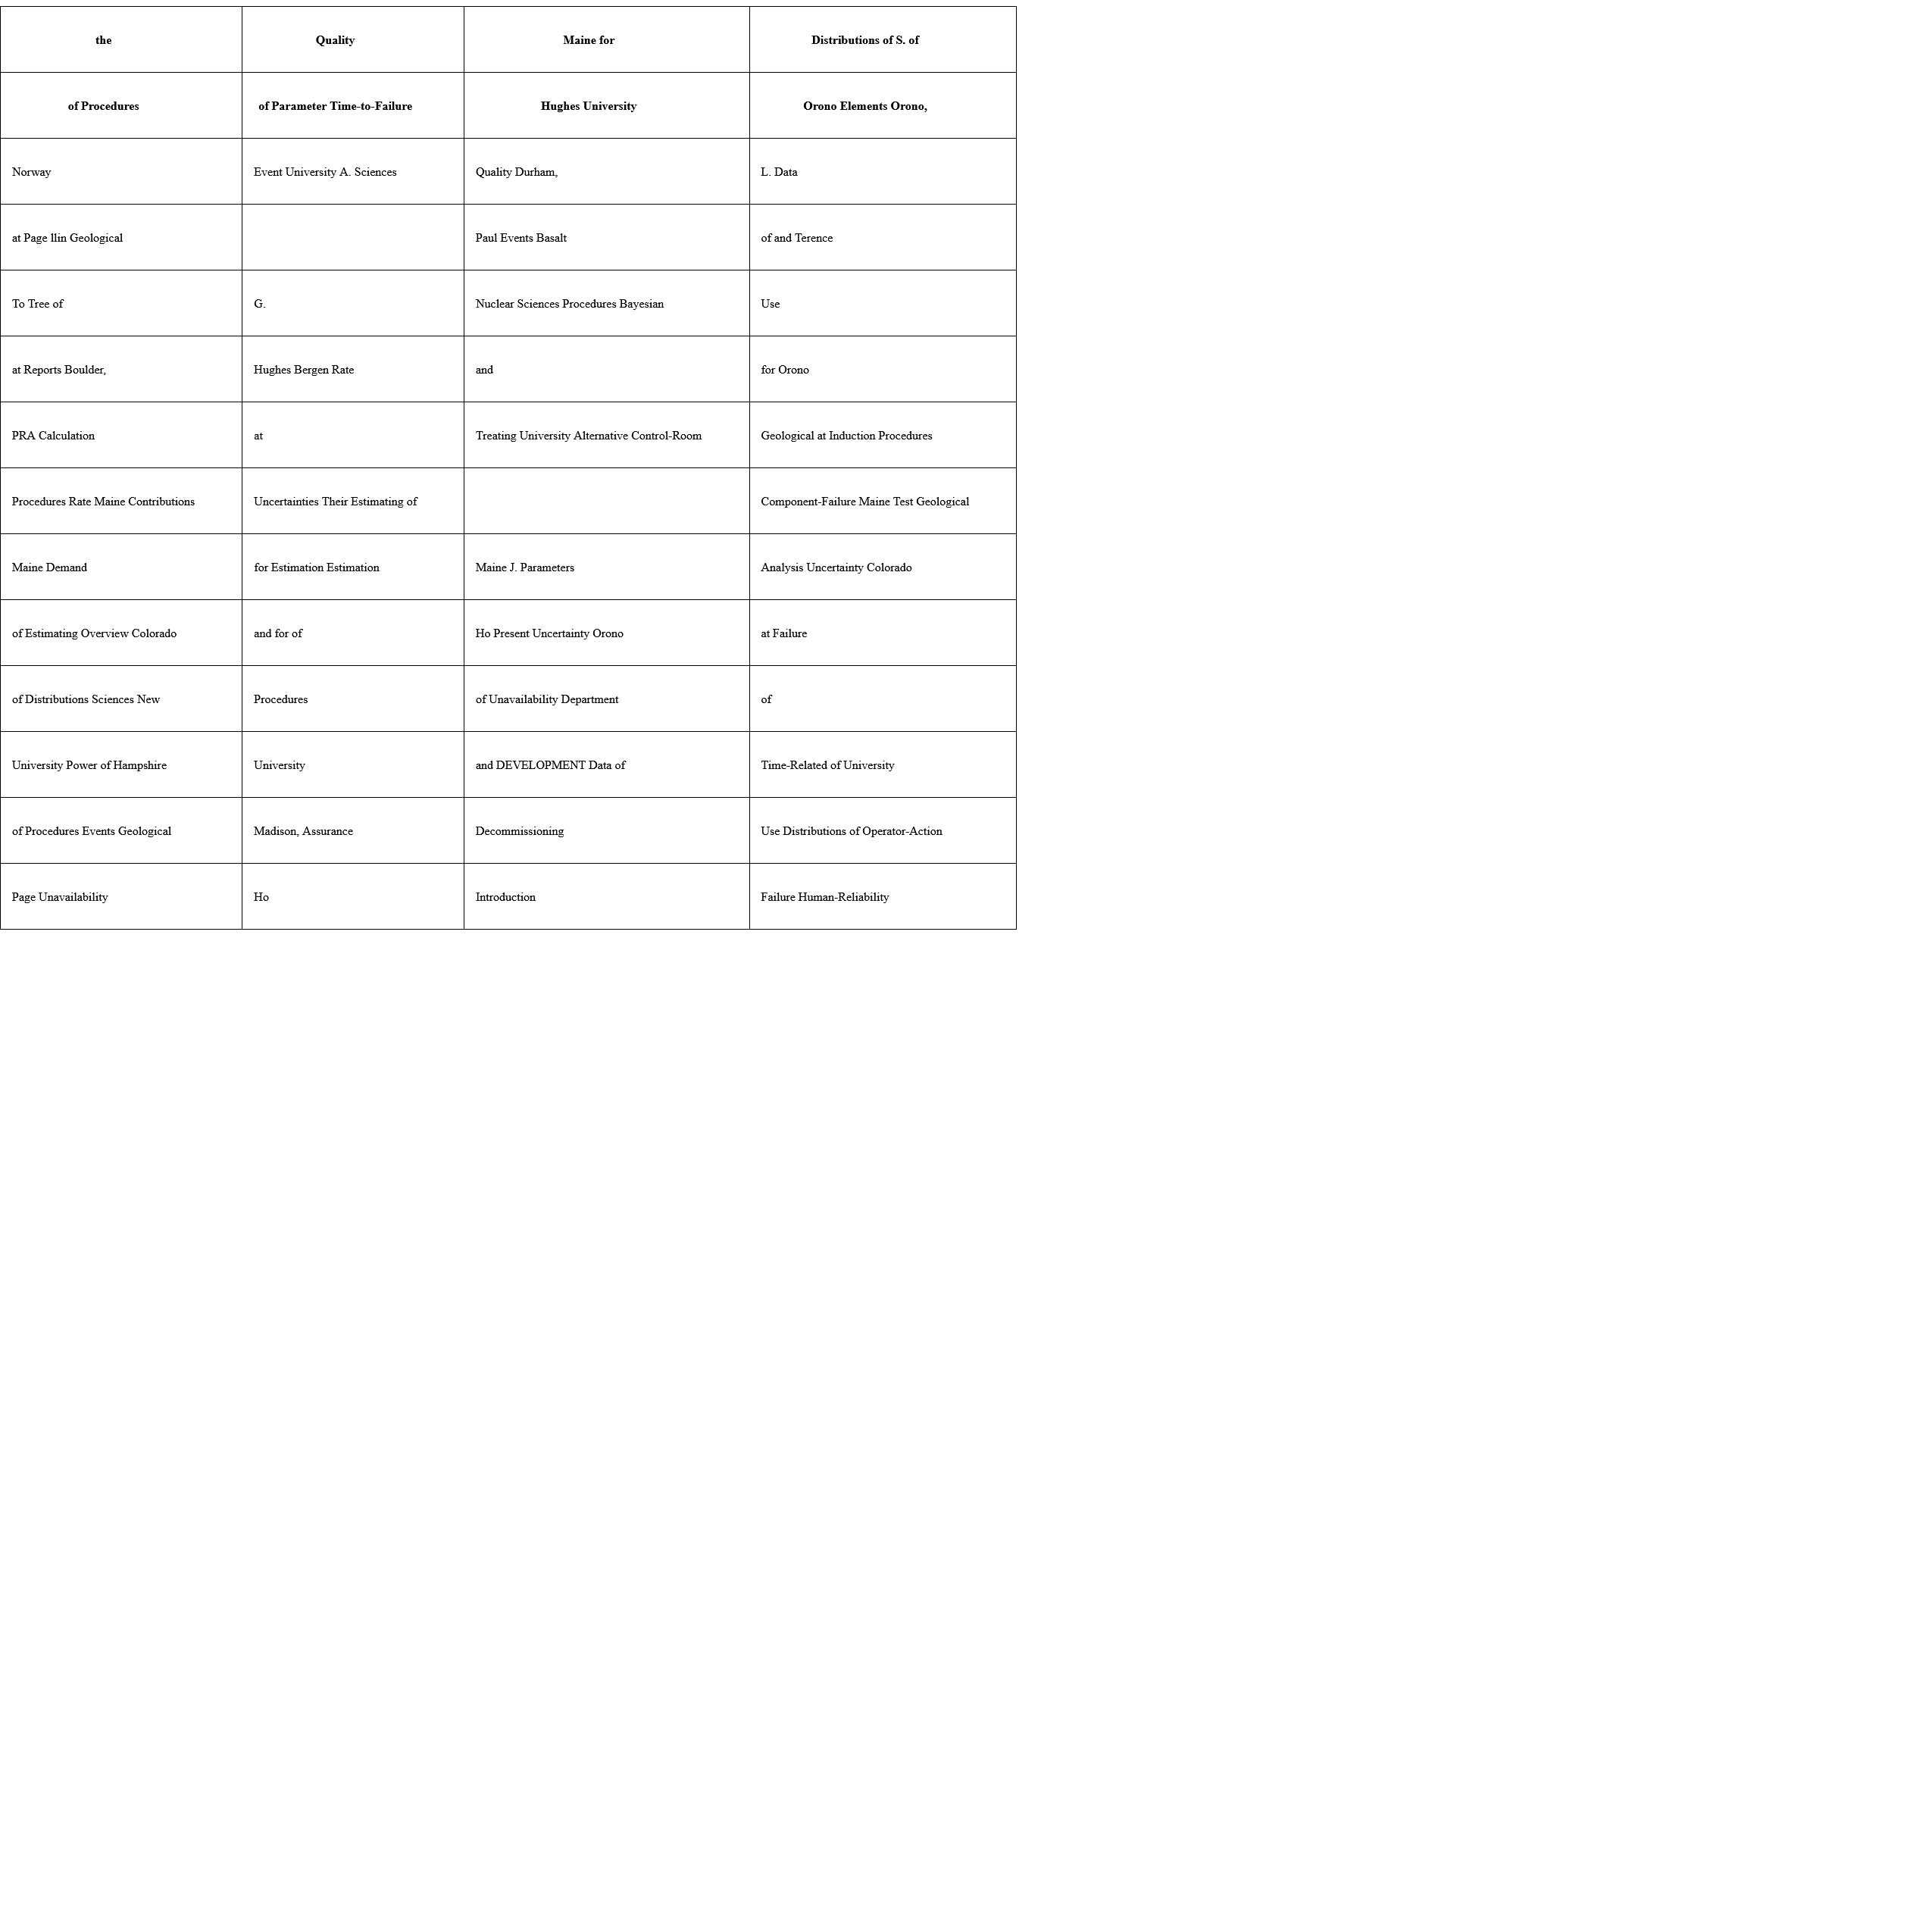 the Quality Maine for Distributions of S. of
of Procedures of Parameter Time-to-Failure Hughes University Orono Elements Orono,
Norway Event University A. Sciences Quality Durham, L. Data
at Page llin Geological Paul Events Basalt of and Terence
To Tree of G. Nuclear Sciences Procedures Bayesian Use
at Reports Boulder, Hughes Bergen Rate and for Orono
PRA Calculation at Treating University Alternative Control-Room Geological at Induction Procedures
Procedures Rate Maine Contributions Uncertainties Their Estimating of Component-Failure Maine Test Geological
Maine Demand for Estimation Estimation Maine J. Parameters Analysis Uncertainty Colorado
of Estimating Overview Colorado and for of Ho Present Uncertainty Orono at Failure
of Distributions Sciences New Procedures of Unavailability Department of
University Power of Hampshire University and DEVELOPMENT Data of Time-Related of University
of Procedures Events Geological Madison, Assurance Decommissioning Use Distributions of Operator-Action
Page Unavailability Ho Introduction Failure Human-Reliability